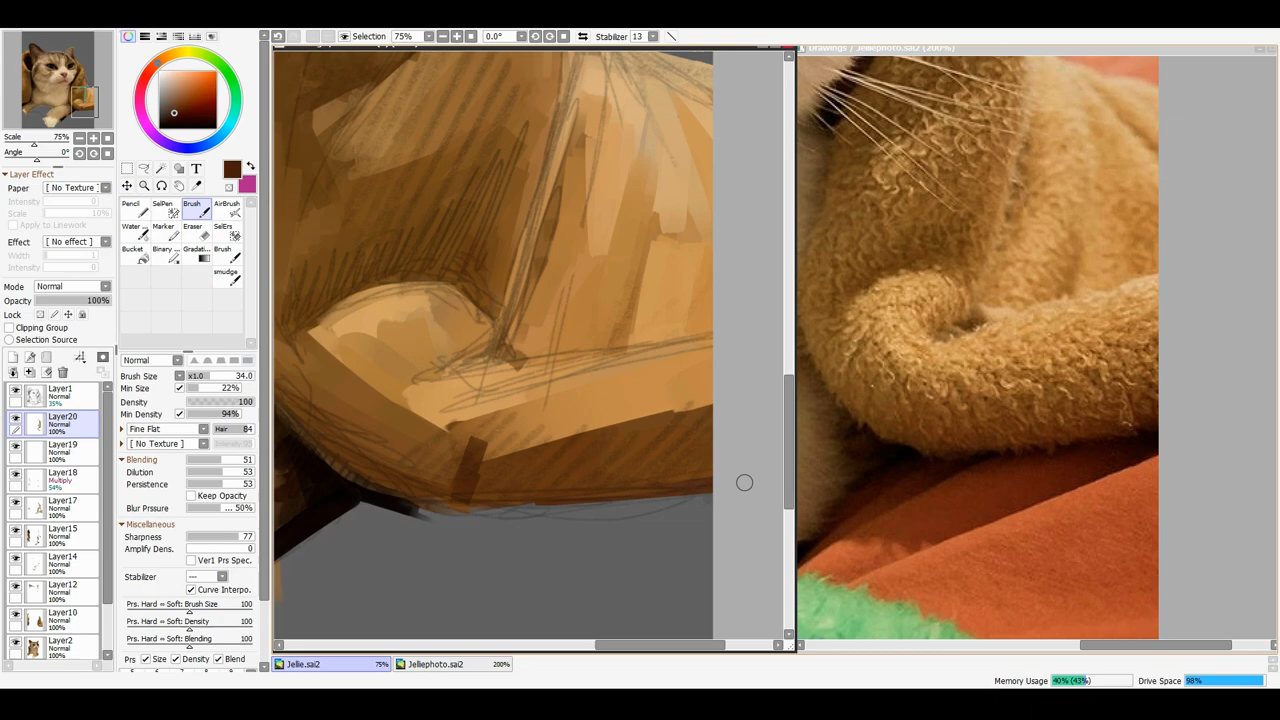 Selection 75% 0.0° Stabilizer 13
Drawings / Jelliephoto.sai2 (200%)
Scale 75%
Angle 0°
Layer Effect
Paper [ No Texture ]
Intensity 0
Scale 10%
Apply to Linework
Effect [ No effect ]
Width 1
Intensity 0
Mode Normal
Opacity 100%
Lock
Clipping Group
Selection Source
Layer1
Normal
35%
Layer20
Normal
100%
Layer19
Normal
100%
Layer18
Multiply
54%
Layer17
Normal
100%
Layer15
Normal
100%
Layer14
Normal
100%
Layer12
Normal
100%
Layer10
Normal
100%
Layer2
Normal
100%
T
Pencil SelPen Brush AirBrush
Water ... Marker Eraser SelErs
Bucket Binary ... Gradati... Brush
smudge
Normal
Brush Size x1.0 34.0
Min Size 22%
Density 100
Min Density 94%
Fine Flat Hair 84
[ No Texture ] Intensity 95
Blending 51
Dilution 53
Persistence 53
Keep Opacity
Blur Prssure ... 50%
Miscellaneous
Sharpness 77
Amplify Dens. 0
Ver1 Prs Spec.
Stabilizer ---
Curve Interpo.
Prs. Hard ⇔ Soft: Brush Size 100
Prs. Hard ⇔ Soft: Density 100
Prs. Hard ⇔ Soft: Blending 100
Prs Size Density Blend
Jellie.sai2 75% Jelliephoto.sai2 200%
Memory Usage 40% (43%) Drive Space 98%